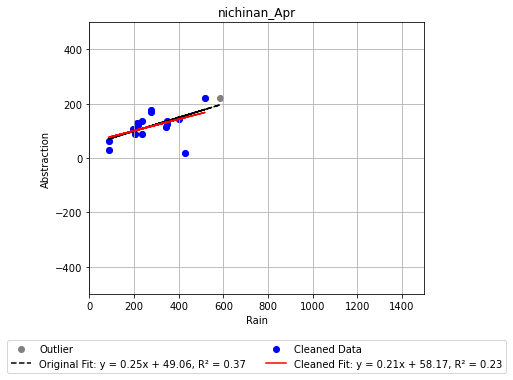 nichinan_Apr
400
200
0
−200
−400
Abstraction
0 200 400 600 800 1000 1200 1400
Rain
Outlier Cleaned Data
Original Fit: y = 0.25x + 49.06, R² = 0.37 Cleaned Fit: y = 0.21x + 58.17, R² = 0.23